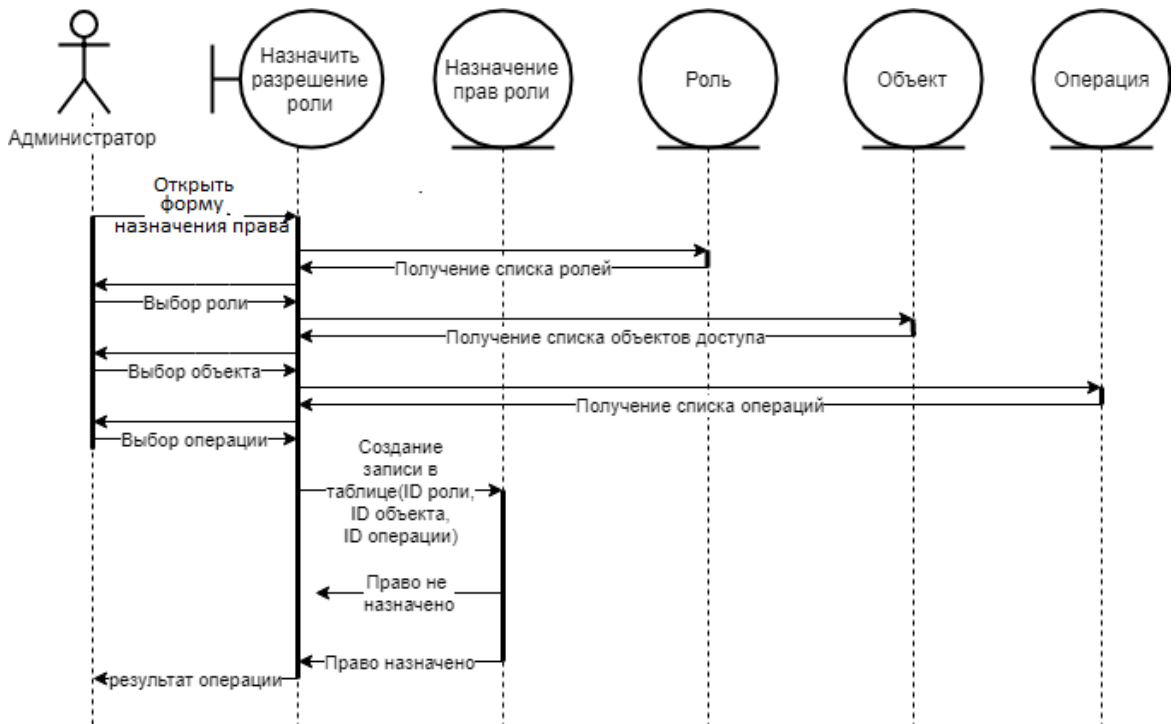 Администратор
Назначить
разрешение
роли
Назначение
прав роли
Роль
Объект
Операция
Открыть
форму
назначения права
Получение списка ролей
Выбор роли
Получение списка объектов доступа
Выбор объекта
Получение списка операций
Выбор операции
Создание
записи в
таблице(ID роли,
ID объекта,
ID операции)
Право не
назначено
Право назначено
результат операции